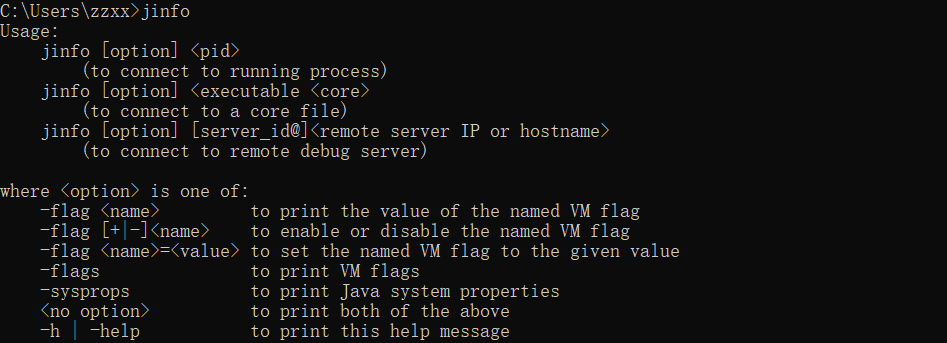 C:\Users\zzxx>jinfo
Usage:
    jinfo [option] <pid>
        (to connect to running process)
    jinfo [option] <executable <core>
        (to connect to a core file)
    jinfo [option] [server_id@]<remote server IP or hostname>
        (to connect to remote debug server)

where <option> is one of:
    -flag <name>         to print the value of the named VM flag
    -flag [+|-]<name>    to enable or disable the named VM flag
    -flag <name>=<value> to set the named VM flag to the given value
    -flags               to print VM flags
    -sysprops            to print Java system properties
    <no option>          to print both of the above
    -h | -help           to print this help message